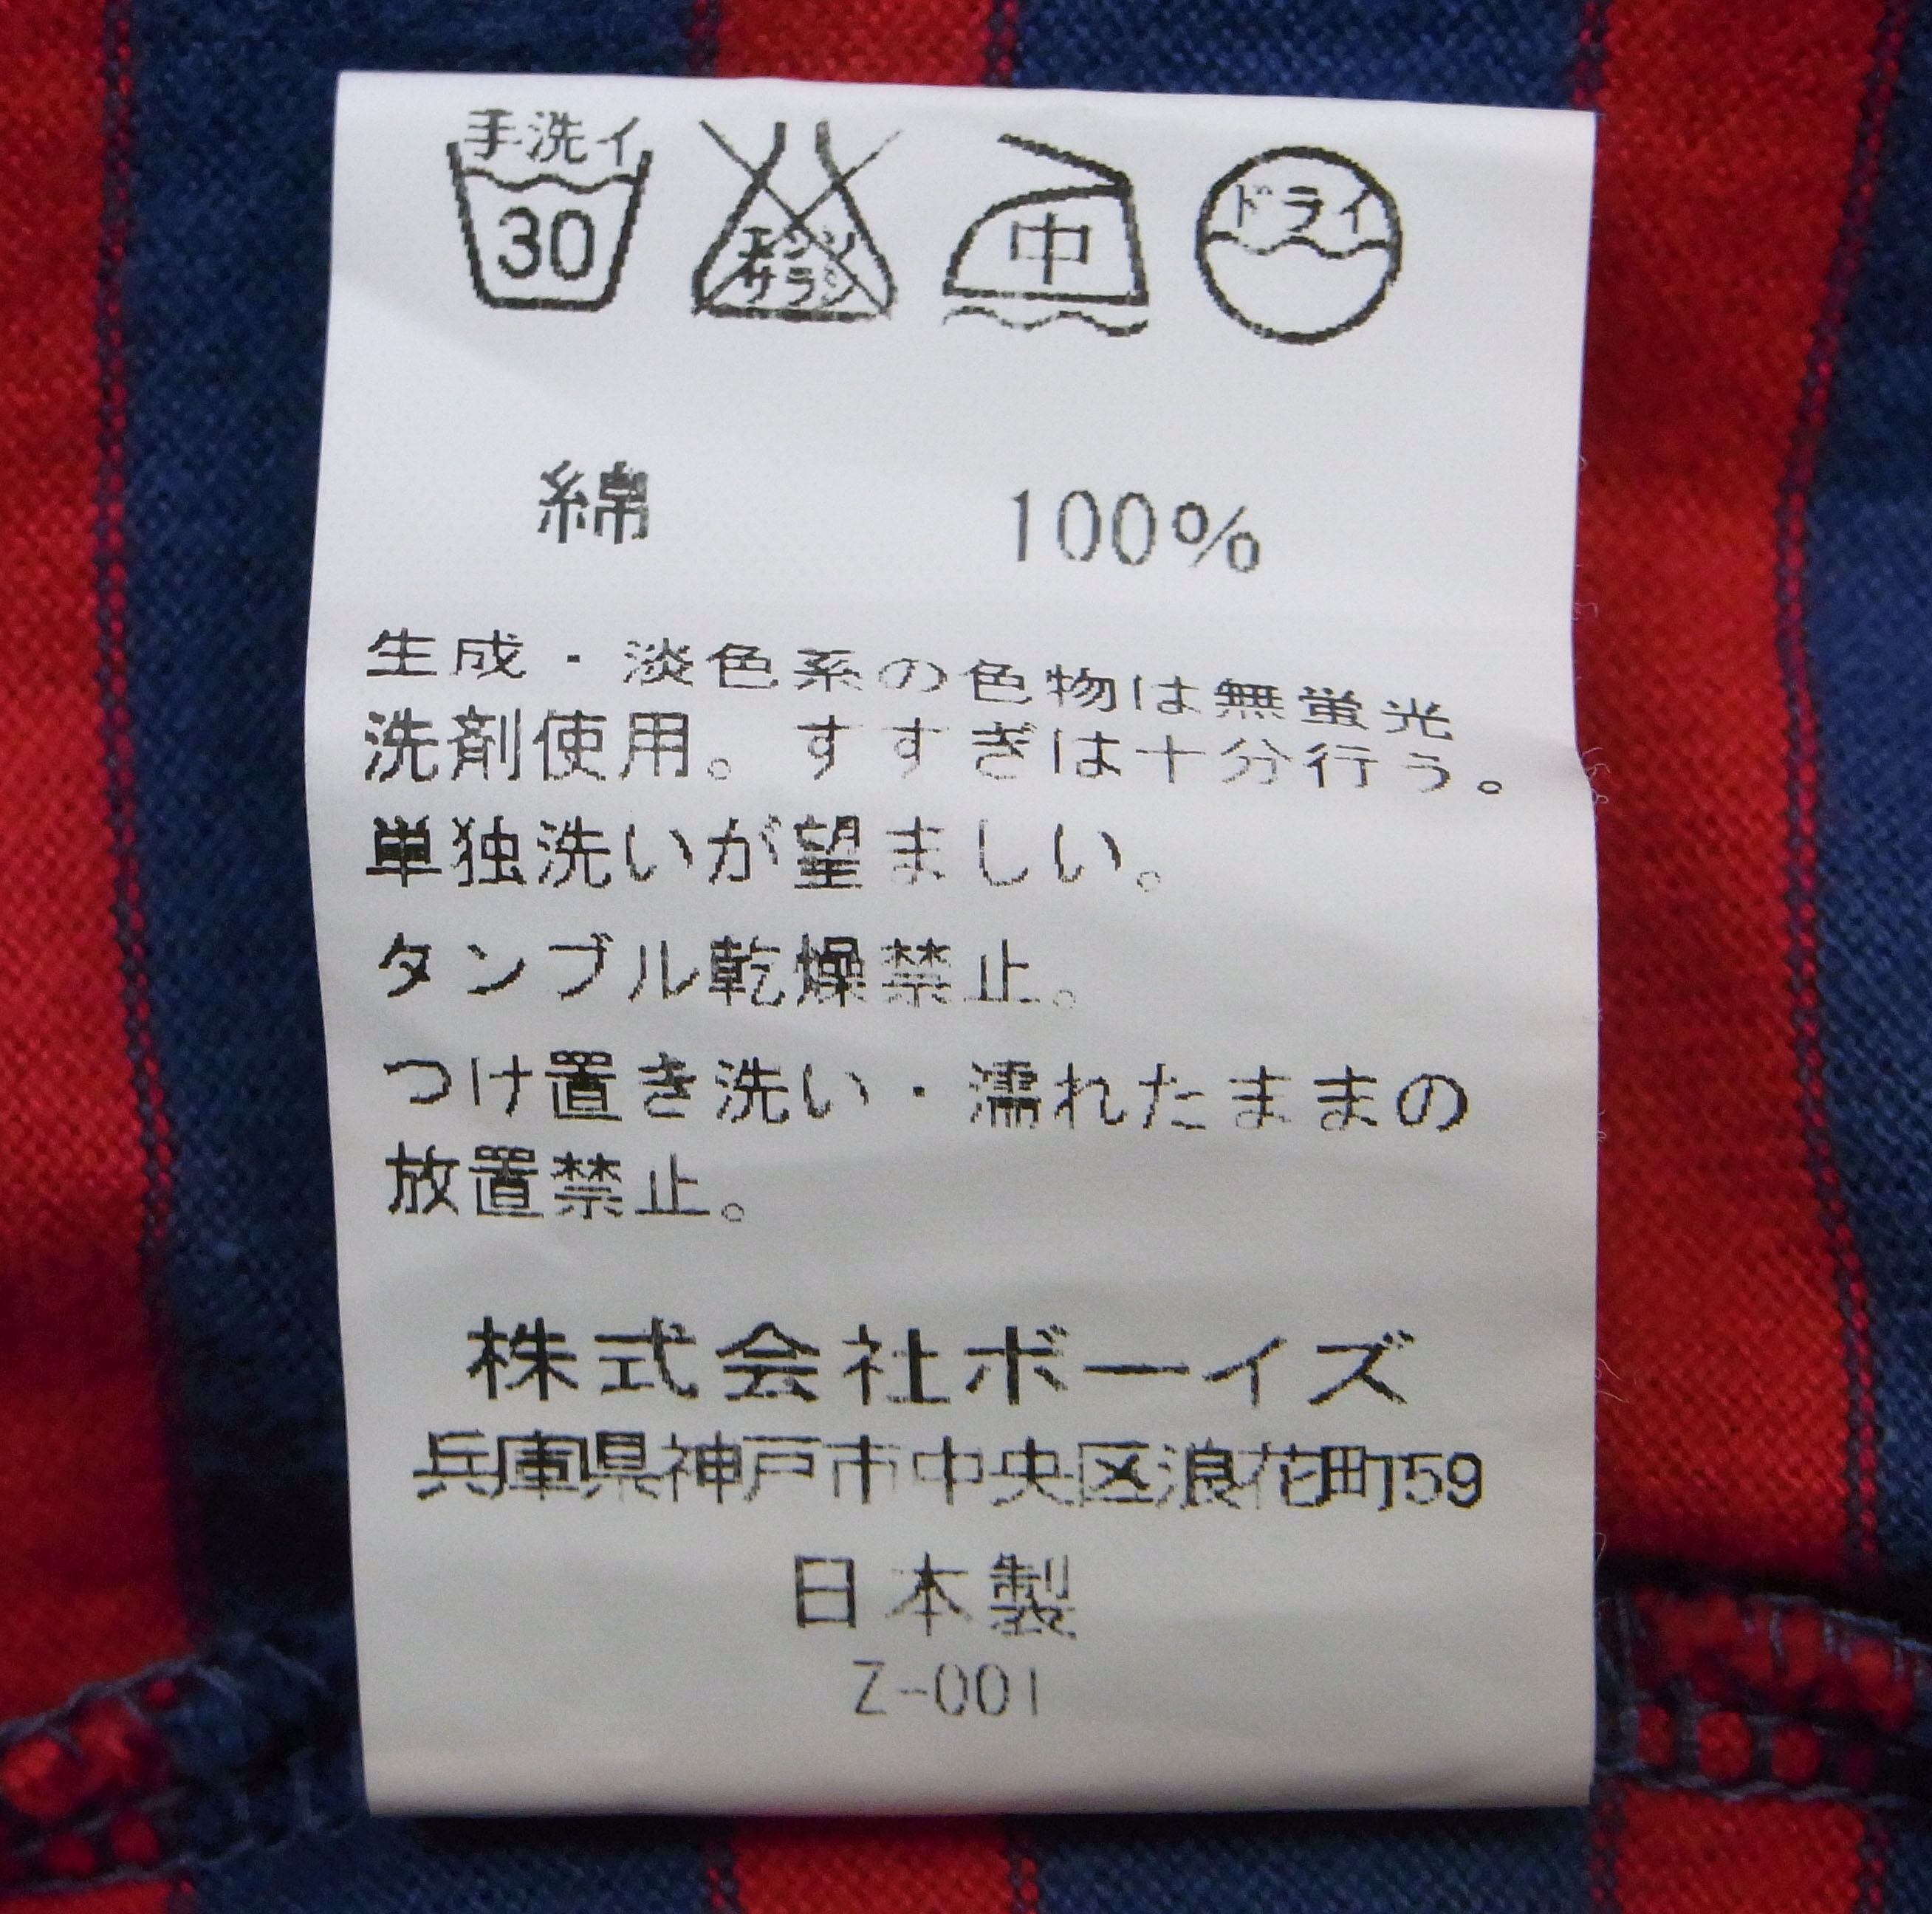 手洗イ 30 エンソ サラシ 中 ドライ
綿 100%
生成・淡色系の色物は無蛍光
洗剤使用。すすぎは十分行う。
単独洗いが望ましい。
タンブル乾燥禁止。
つけ置き洗い・濡れたままの
放置禁止。
株式会社ボーイズ
兵庫県神戸市中央区浪花町59
日本製
Z-001